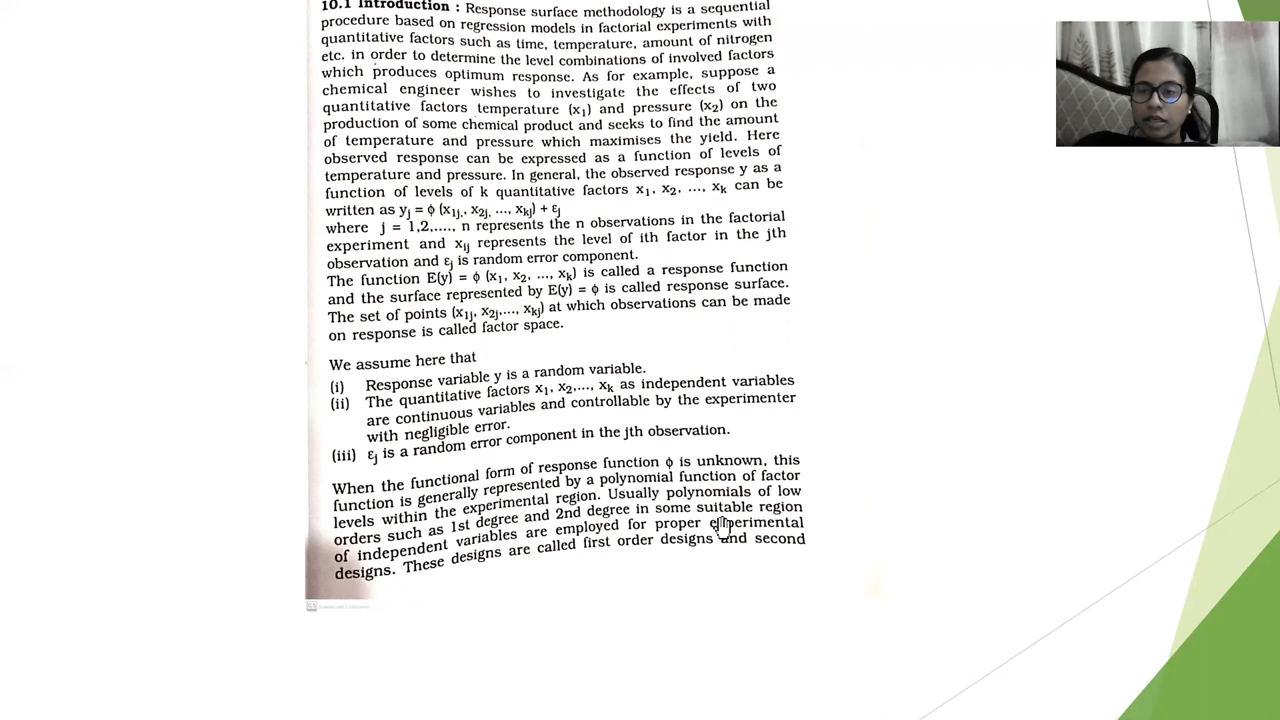 10.1 Introduction : Response surface methodology is a sequential
procedure based on regression models in factorial experiments with
quantitative factors such as time, temperature, amount of nitrogen
etc. in order to determine the level combinations of involved factors
which produces optimum response. As for example, suppose a
chemical engineer wishes to investigate the effects of two
quantitative factors temperature (x₁) and pressure (x₂) on the
production of some chemical product and seeks to find the amount
of temperature and pressure which maximises the yield. Here
observed response can be expressed as a function of levels of
temperature and pressure. In general, the observed response y as a
function of levels of k quantitative factors x₁, x₂, ..., xₖ can be
written as yⱼ = ϕ (x₁ⱼ,, x₂ⱼ, ..., xₖⱼ) + εⱼ
where j = 1,2,...., n represents the n observations in the factorial
experiment and xᵢⱼ represents the level of ith factor in the jth
observation and εⱼ is random error component.
The function E(y) = ϕ (x₁, x₂, ..., xₖ) is called a response function
and the surface represented by E(y) = ϕ is called response surface.
The set of points (x₁ⱼ, x₂ⱼ,...., xₖⱼ) at which observations can be made
on response is called factor space.
We assume here that
(i) Response variable y is a random variable.
(ii) The quantitative factors x₁, x₂,..., xₖ as independent variables
are continuous variables and controllable by the experimenter
with negligible error.
(iii) εⱼ is a random error component in the jth observation.
When the functional form of response function ϕ is unknown, this
function is generally represented by a polynomial function of factor
levels within the experimental region. Usually polynomials of low
orders such as 1st degree and 2nd degree in some suitable region
of independent variables are employed for proper experimental
designs. These designs are called first order designs and second
CS Scanned with CamScanner